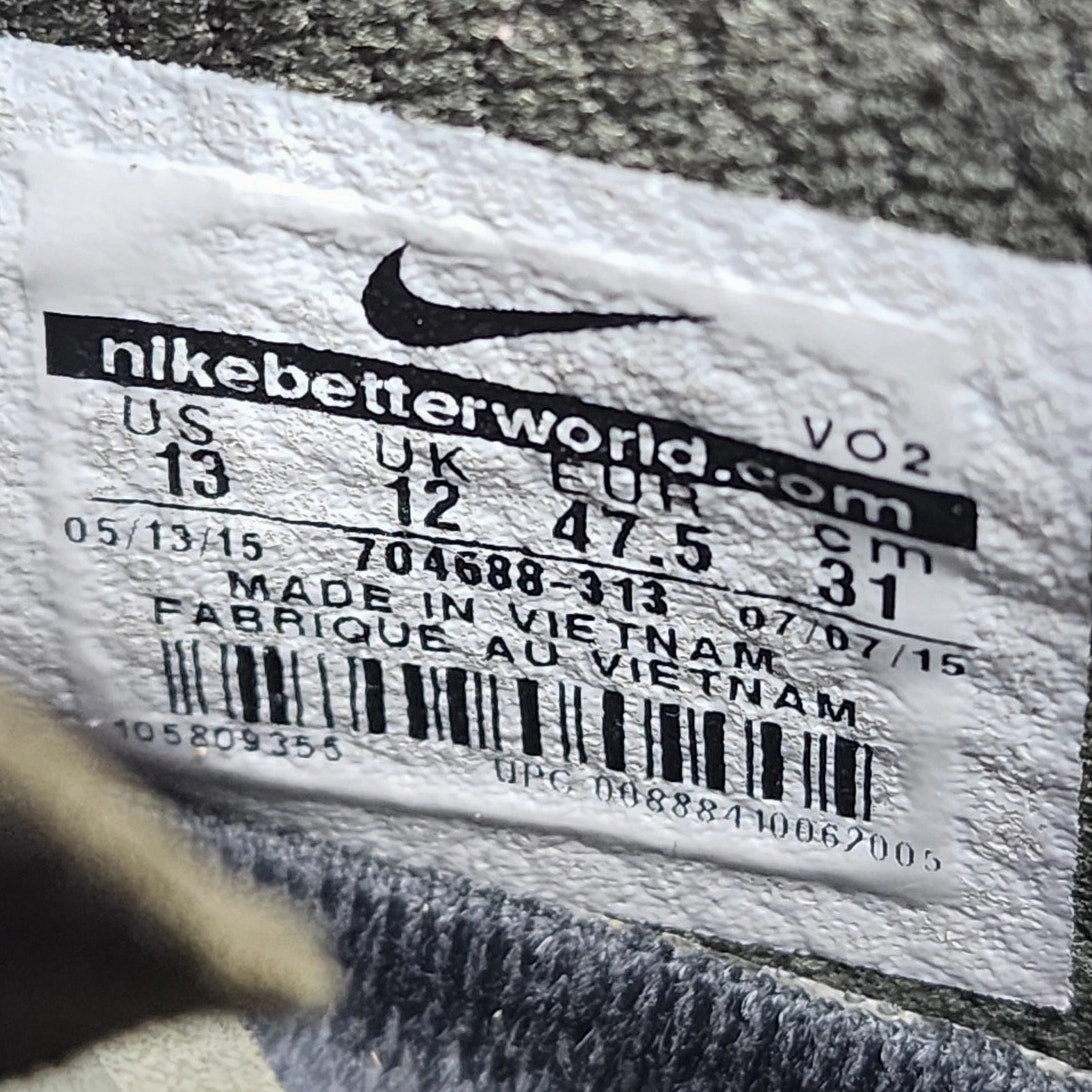 nikebetterworld.com
VO2
US UK EUR cm
13 12 47.5 31
05/13/15 704688-313 07/07/15
MADE IN VIETNAM
FABRIQUE AU VIETNAM
105809355 UPC 00888410062005